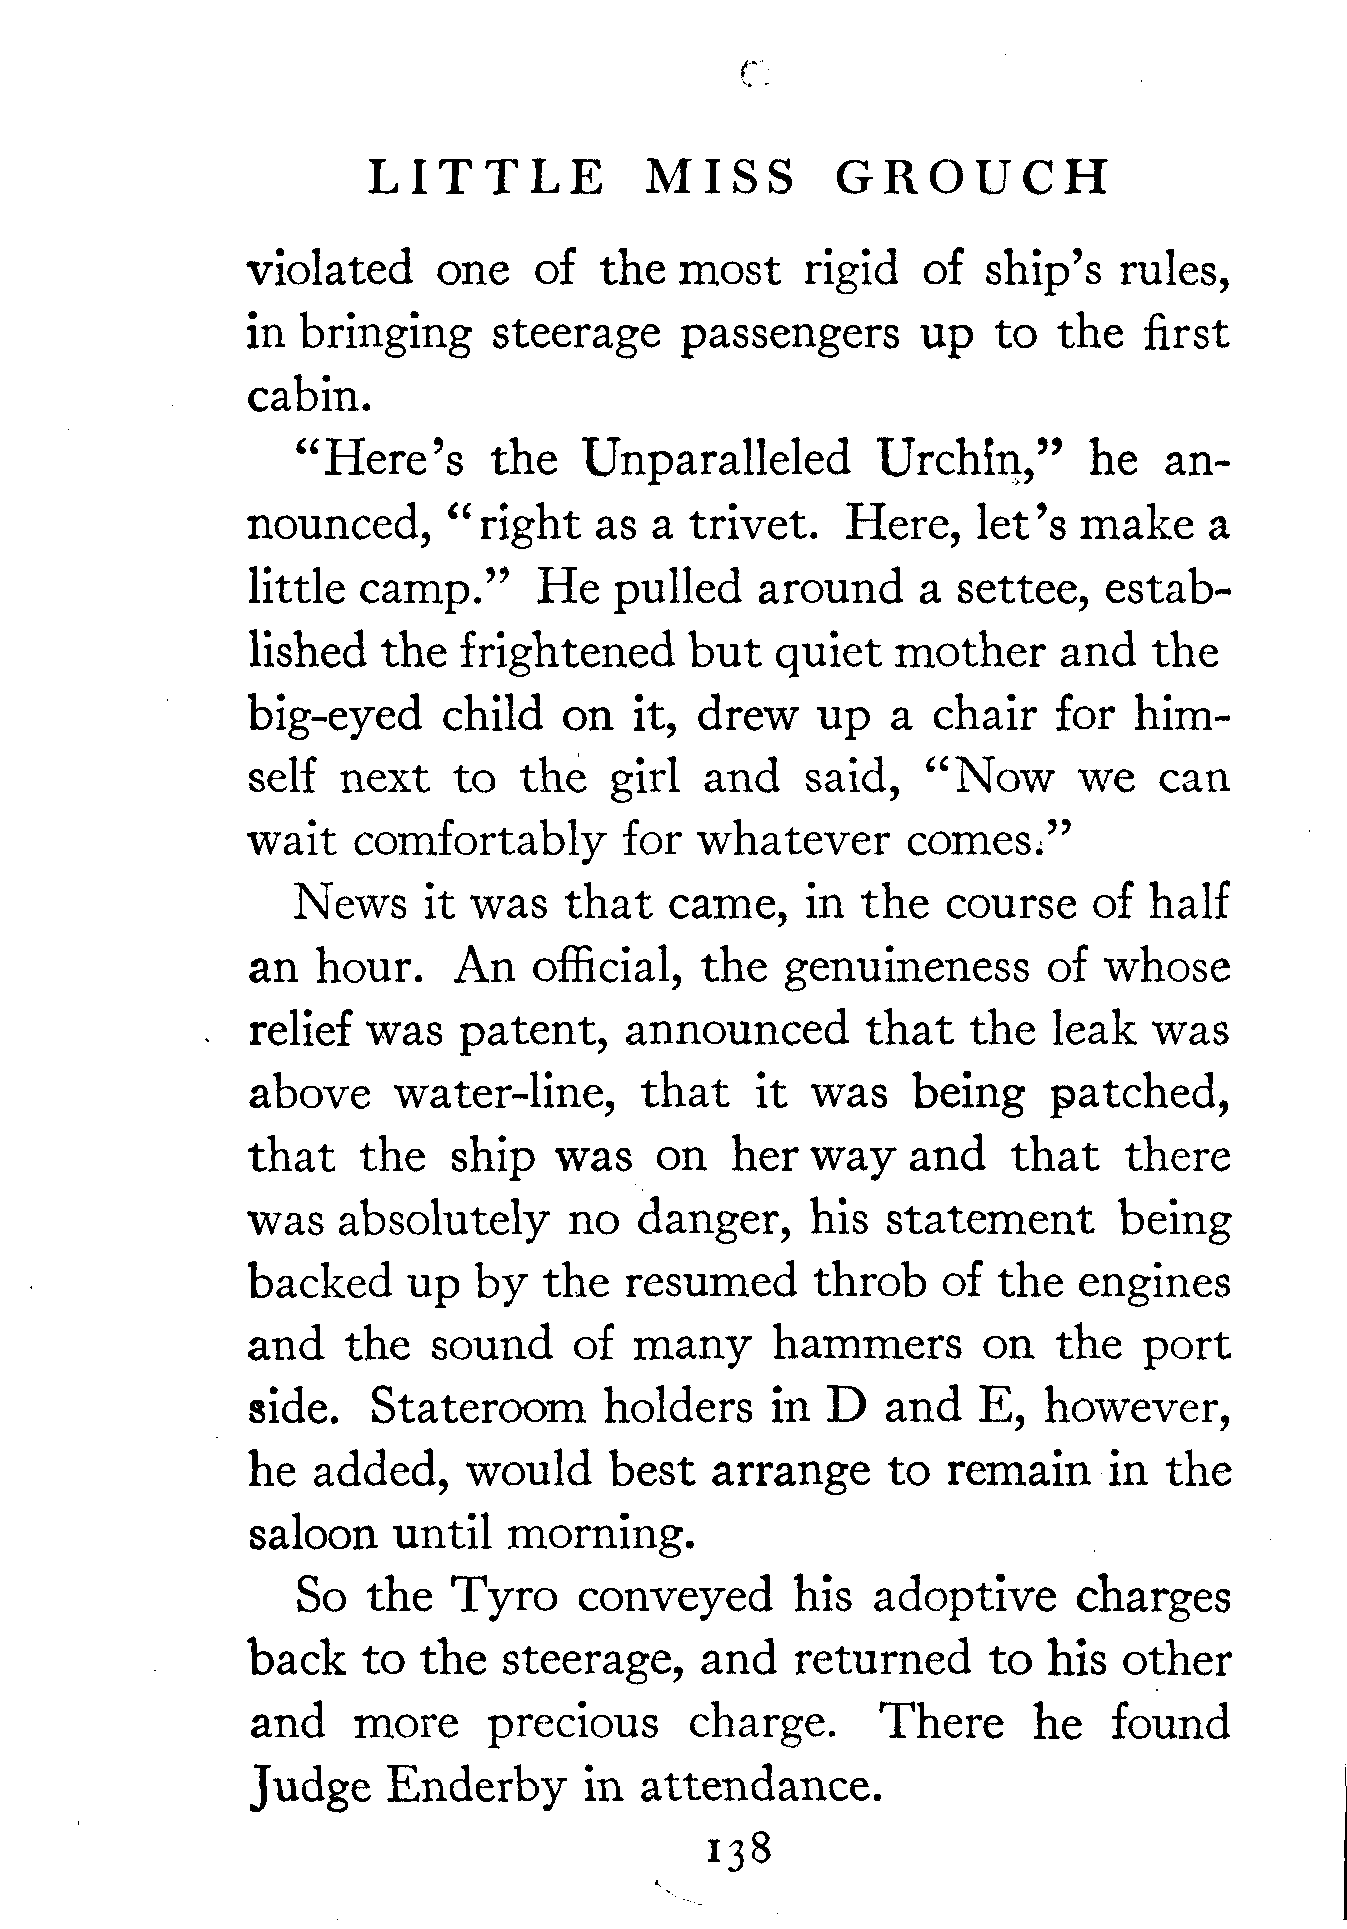 LITTLE MISS GROUCH
violated one of the most rigid of ship's rules,
in bringing steerage passengers up to the first
cabin.
"Here's the Unparalleled Urchin," he an-
nounced, "right as a trivet. Here, let's make a
little camp." He pulled around a settee, estab-
lished the frightened but quiet mother and the
big-eyed child on it, drew up a chair for him-
self next to the girl and said, "Now we can
wait comfortably for whatever comes."
News it was that came, in the course of half
an hour. An official, the genuineness of whose
relief was patent, announced that the leak was
above water-line, that it was being patched,
that the ship was on her way and that there
was absolutely no danger, his statement being
backed up by the resumed throb of the engines
and the sound of many hammers on the port
side. Stateroom holders in D and E, however,
he added, would best arrange to remain in the
saloon until morning.
So the Tyro conveyed his adoptive charges
back to the steerage, and returned to his other
and more precious charge. There he found
Judge Enderby in attendance.
138